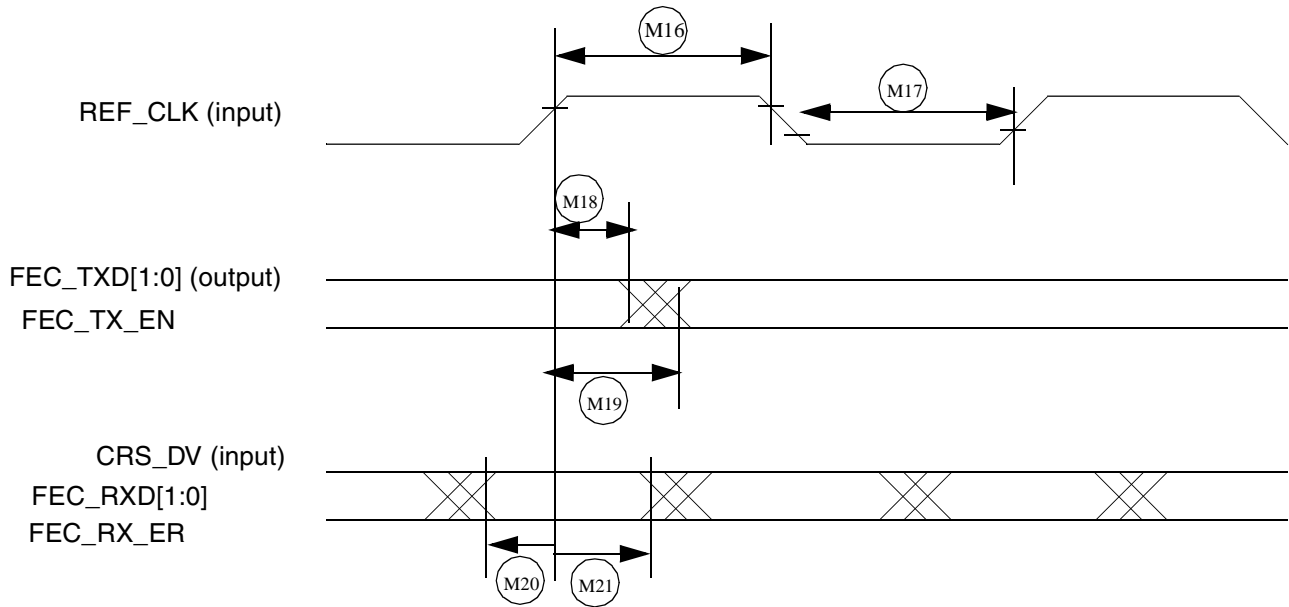 M16
REF_CLK (input)
M17
M18
FEC_TXD[1:0] (output)
FEC_TX_EN
M19
CRS_DV (input)
FEC_RXD[1:0]
FEC_RX_ER
M20
M21